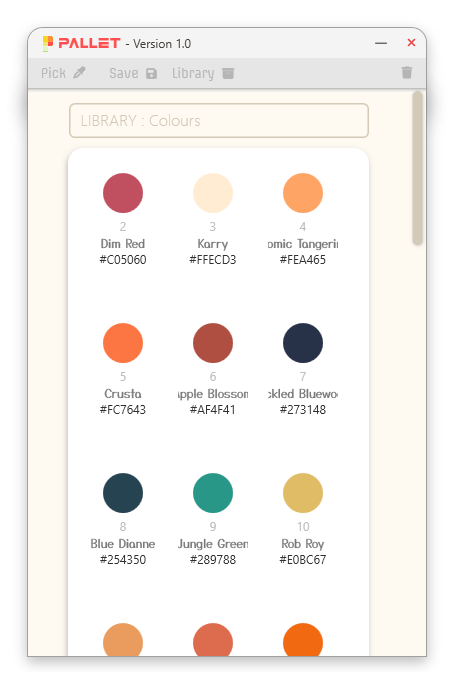 PALLET - Version 1.0
Pick Save Library
LIBRARY : Colours
2 3 4
Dim Red Karry omic Tangerin
#C05060 #FFECD3 #FEA465
5 6 7
Crusta Apple Blossom ckled Bluewoo
#FC7643 #AF4F41 #273148
8 9 10
Blue Dianne Jungle Green Rob Roy
#254350 #289788 #E0BC67